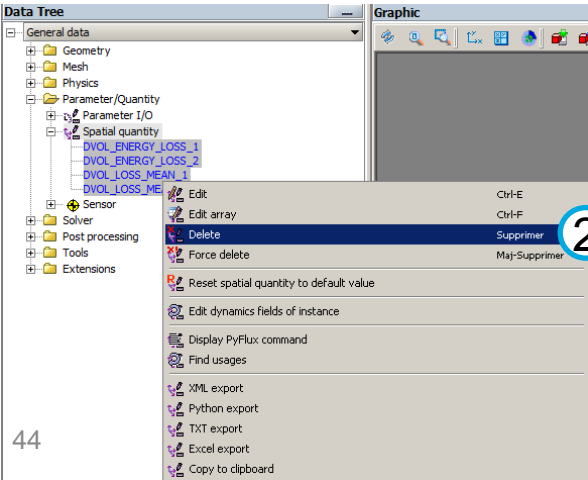 Data Tree
Graphic
General data
Geometry
Mesh
Physics
Parameter/Quantity
Parameter I/O
Spatial quantity
DVOL_ENERGY_LOSS_1
DVOL_ENERGY_LOSS_2
DVOL_LOSS_MEAN_1
DVOL_LOSS_ME
Sensor
Solver
Post processing
Tools
Extensions
Edit Ctrl-E
Edit array Ctrl-F
Delete Supprimer
2
Force delete Maj-Supprimer
Reset spatial quantity to default value
Edit dynamics fields of instance
Display PyFlux command
Find usages
XML export
Python export
TXT export
Excel export
Copy to clipboard
44